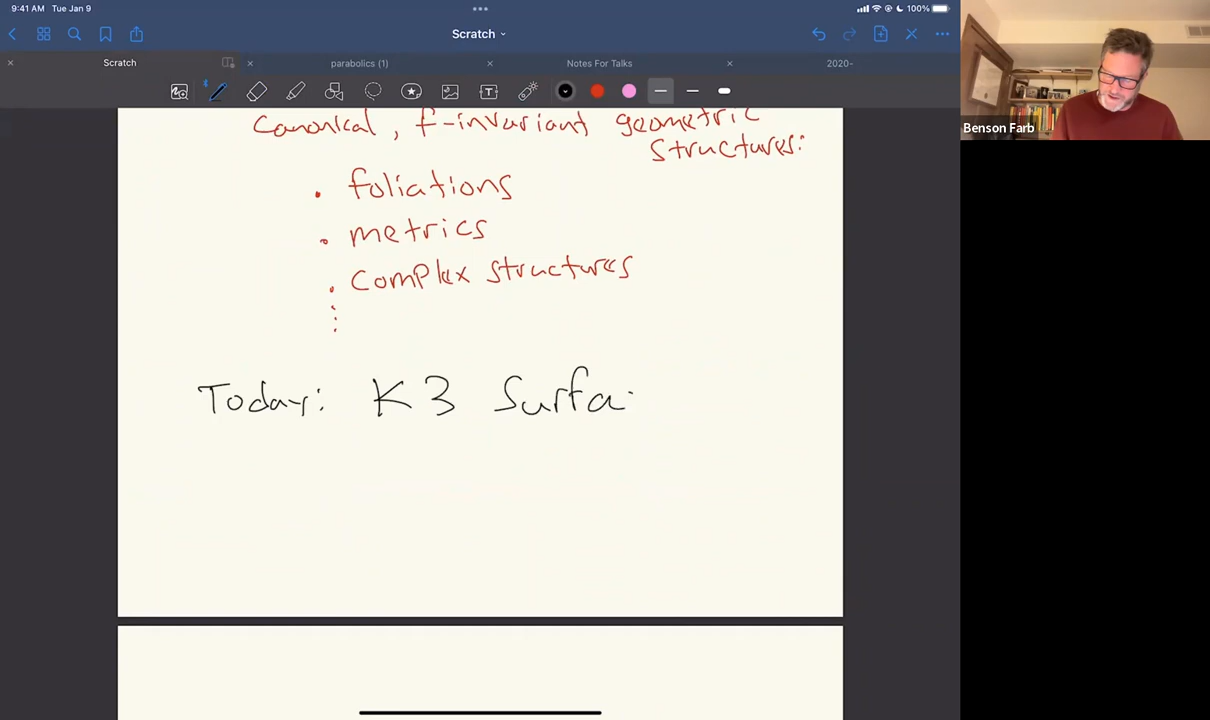 9:41 AM Tue Jan 9
100%
Scratch
Scratch
parabolics (1)
Notes For Talks
2020-
Canonical, f-invariant geometric
structures:
• foliations
• metrics
• Complex structures
Today: K3 Surfa
Benson Farb